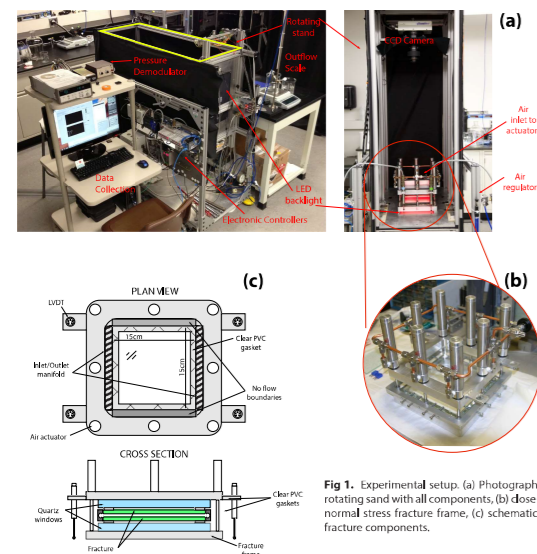 (a)
Rotating
stand
Pressure
Demodulator
Outflow
Scale
Data
Collection
LED
backlight
Electronic Controllers
CCD Camera
Air
inlet to
actuator
Air
regulator
(b)
(c)
PLAN VIEW
LVDT
15cm
15cm
Clear PVC
gasket
Inlet/Outlet
manifold
No flow
boundaries
Air actuator
CROSS SECTION
Clear PVC
gaskets
Quartz
windows
Fracture
Fracture
frame
Fig 1. Experimental setup. (a) Photograph
rotating sand with all components, (b) close
normal stress fracture frame, (c) schematic
fracture components.